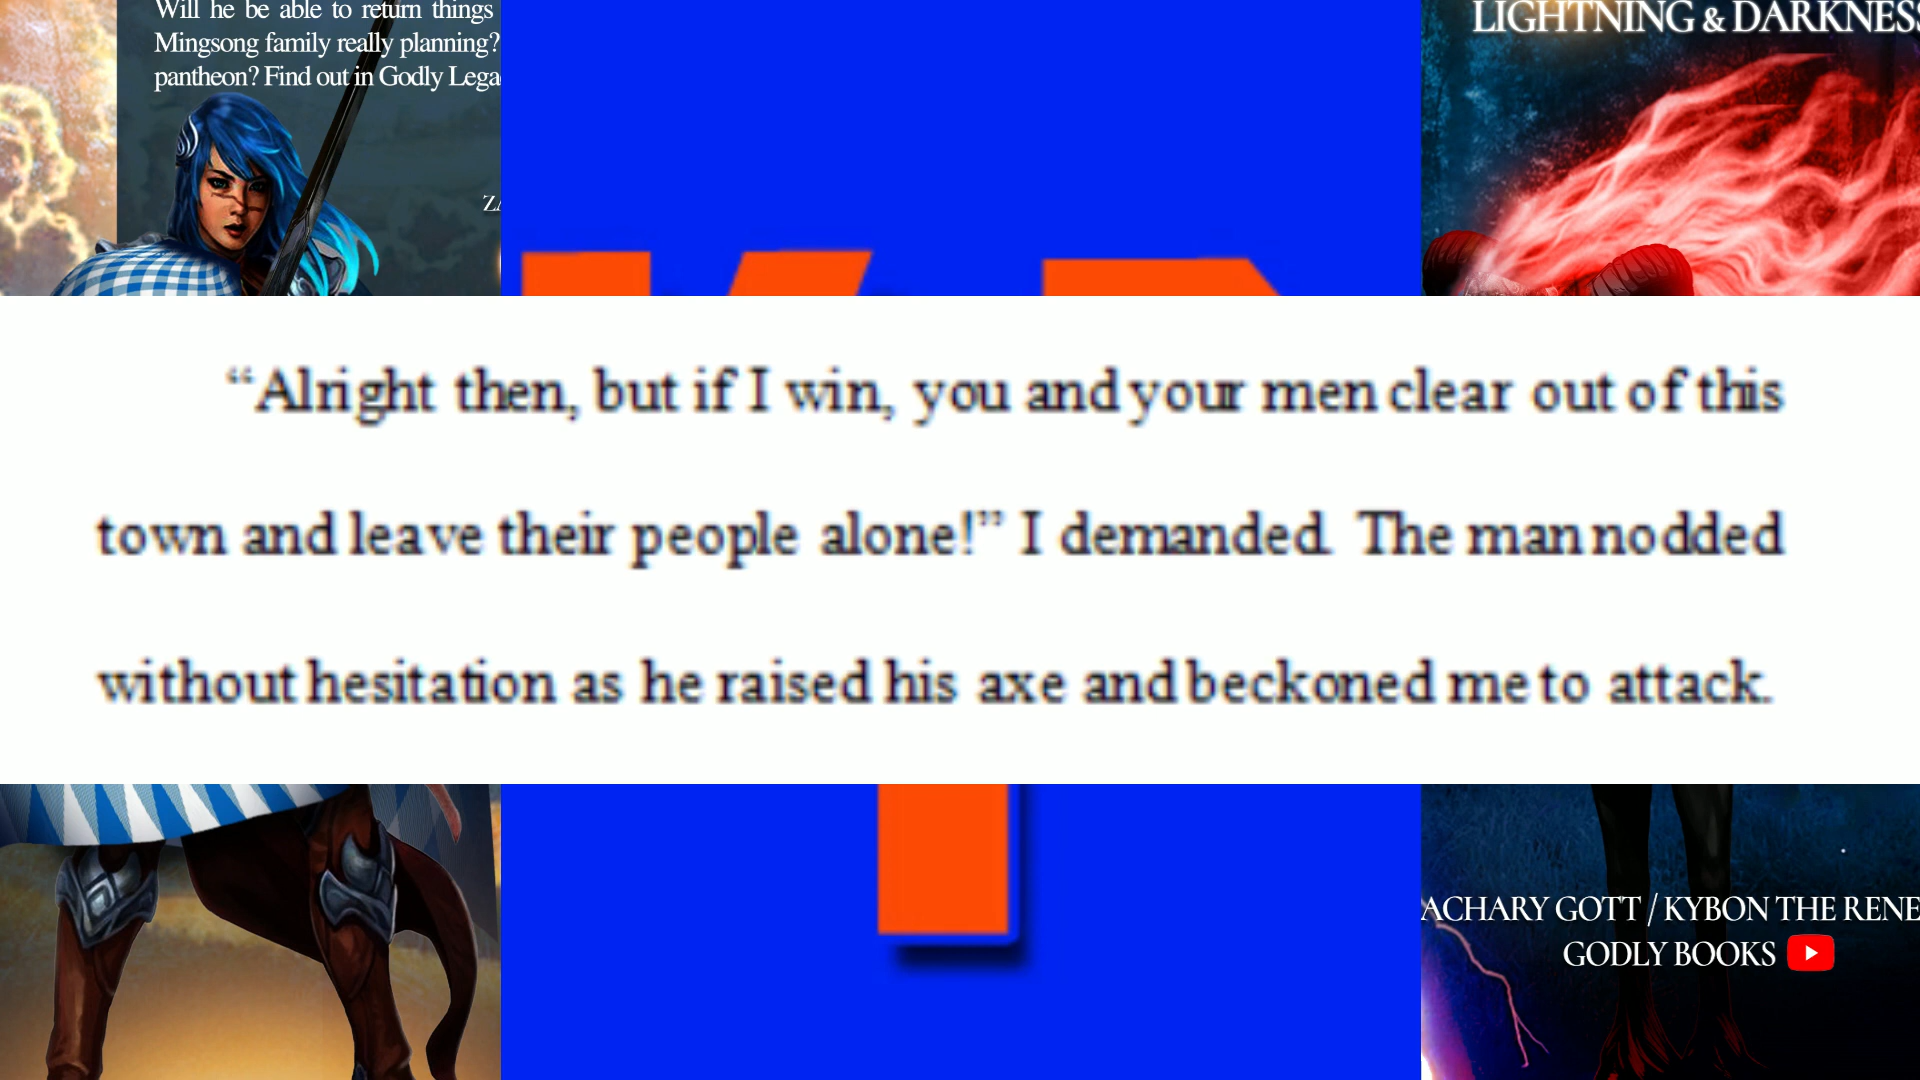 Will he be able to return things
Mingsong family really planning?
pantheon? Find out in Godly Lega
ZA
LIGHTNING & DARKNESS
“Alright then, but if I win, you and your men clear out of this
town and leave their people alone!” I demanded. The man nodded
without hesitation as he raised his axe and beckoned me to attack.
ACHARY GOTT / KYBON THE RENE
GODLY BOOKS